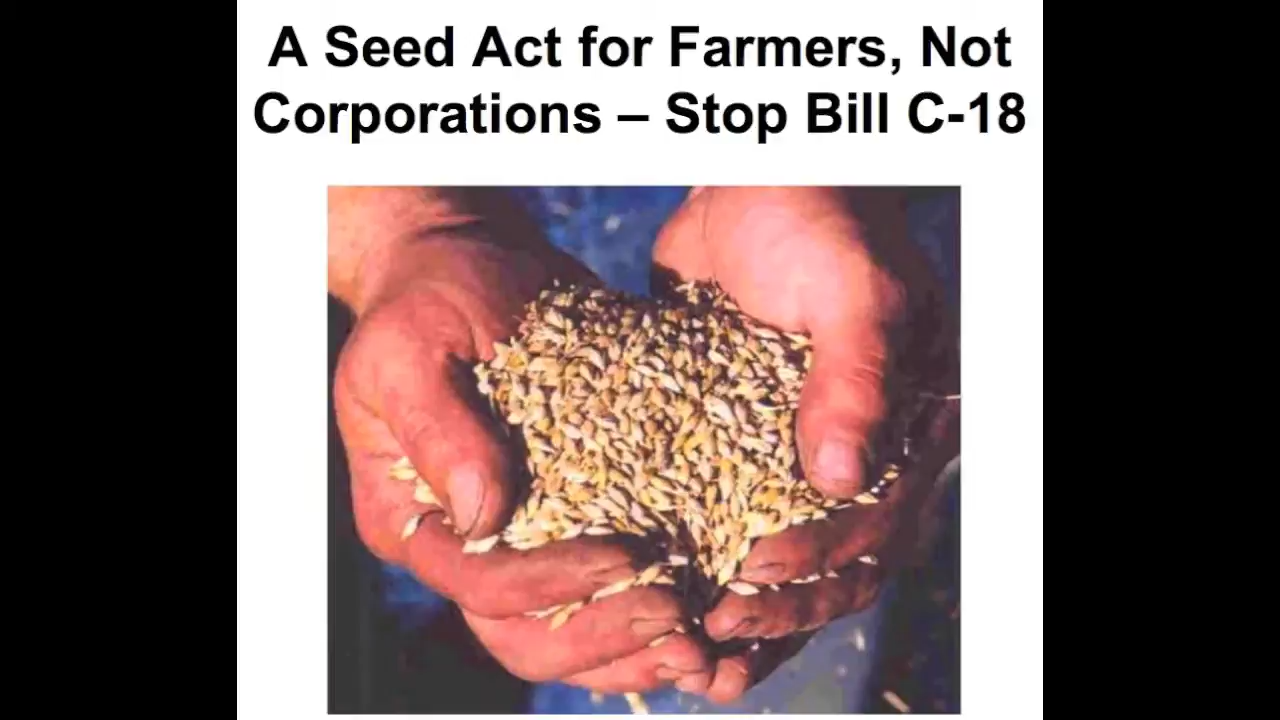 A Seed Act for Farmers, Not
Corporations – Stop Bill C-18